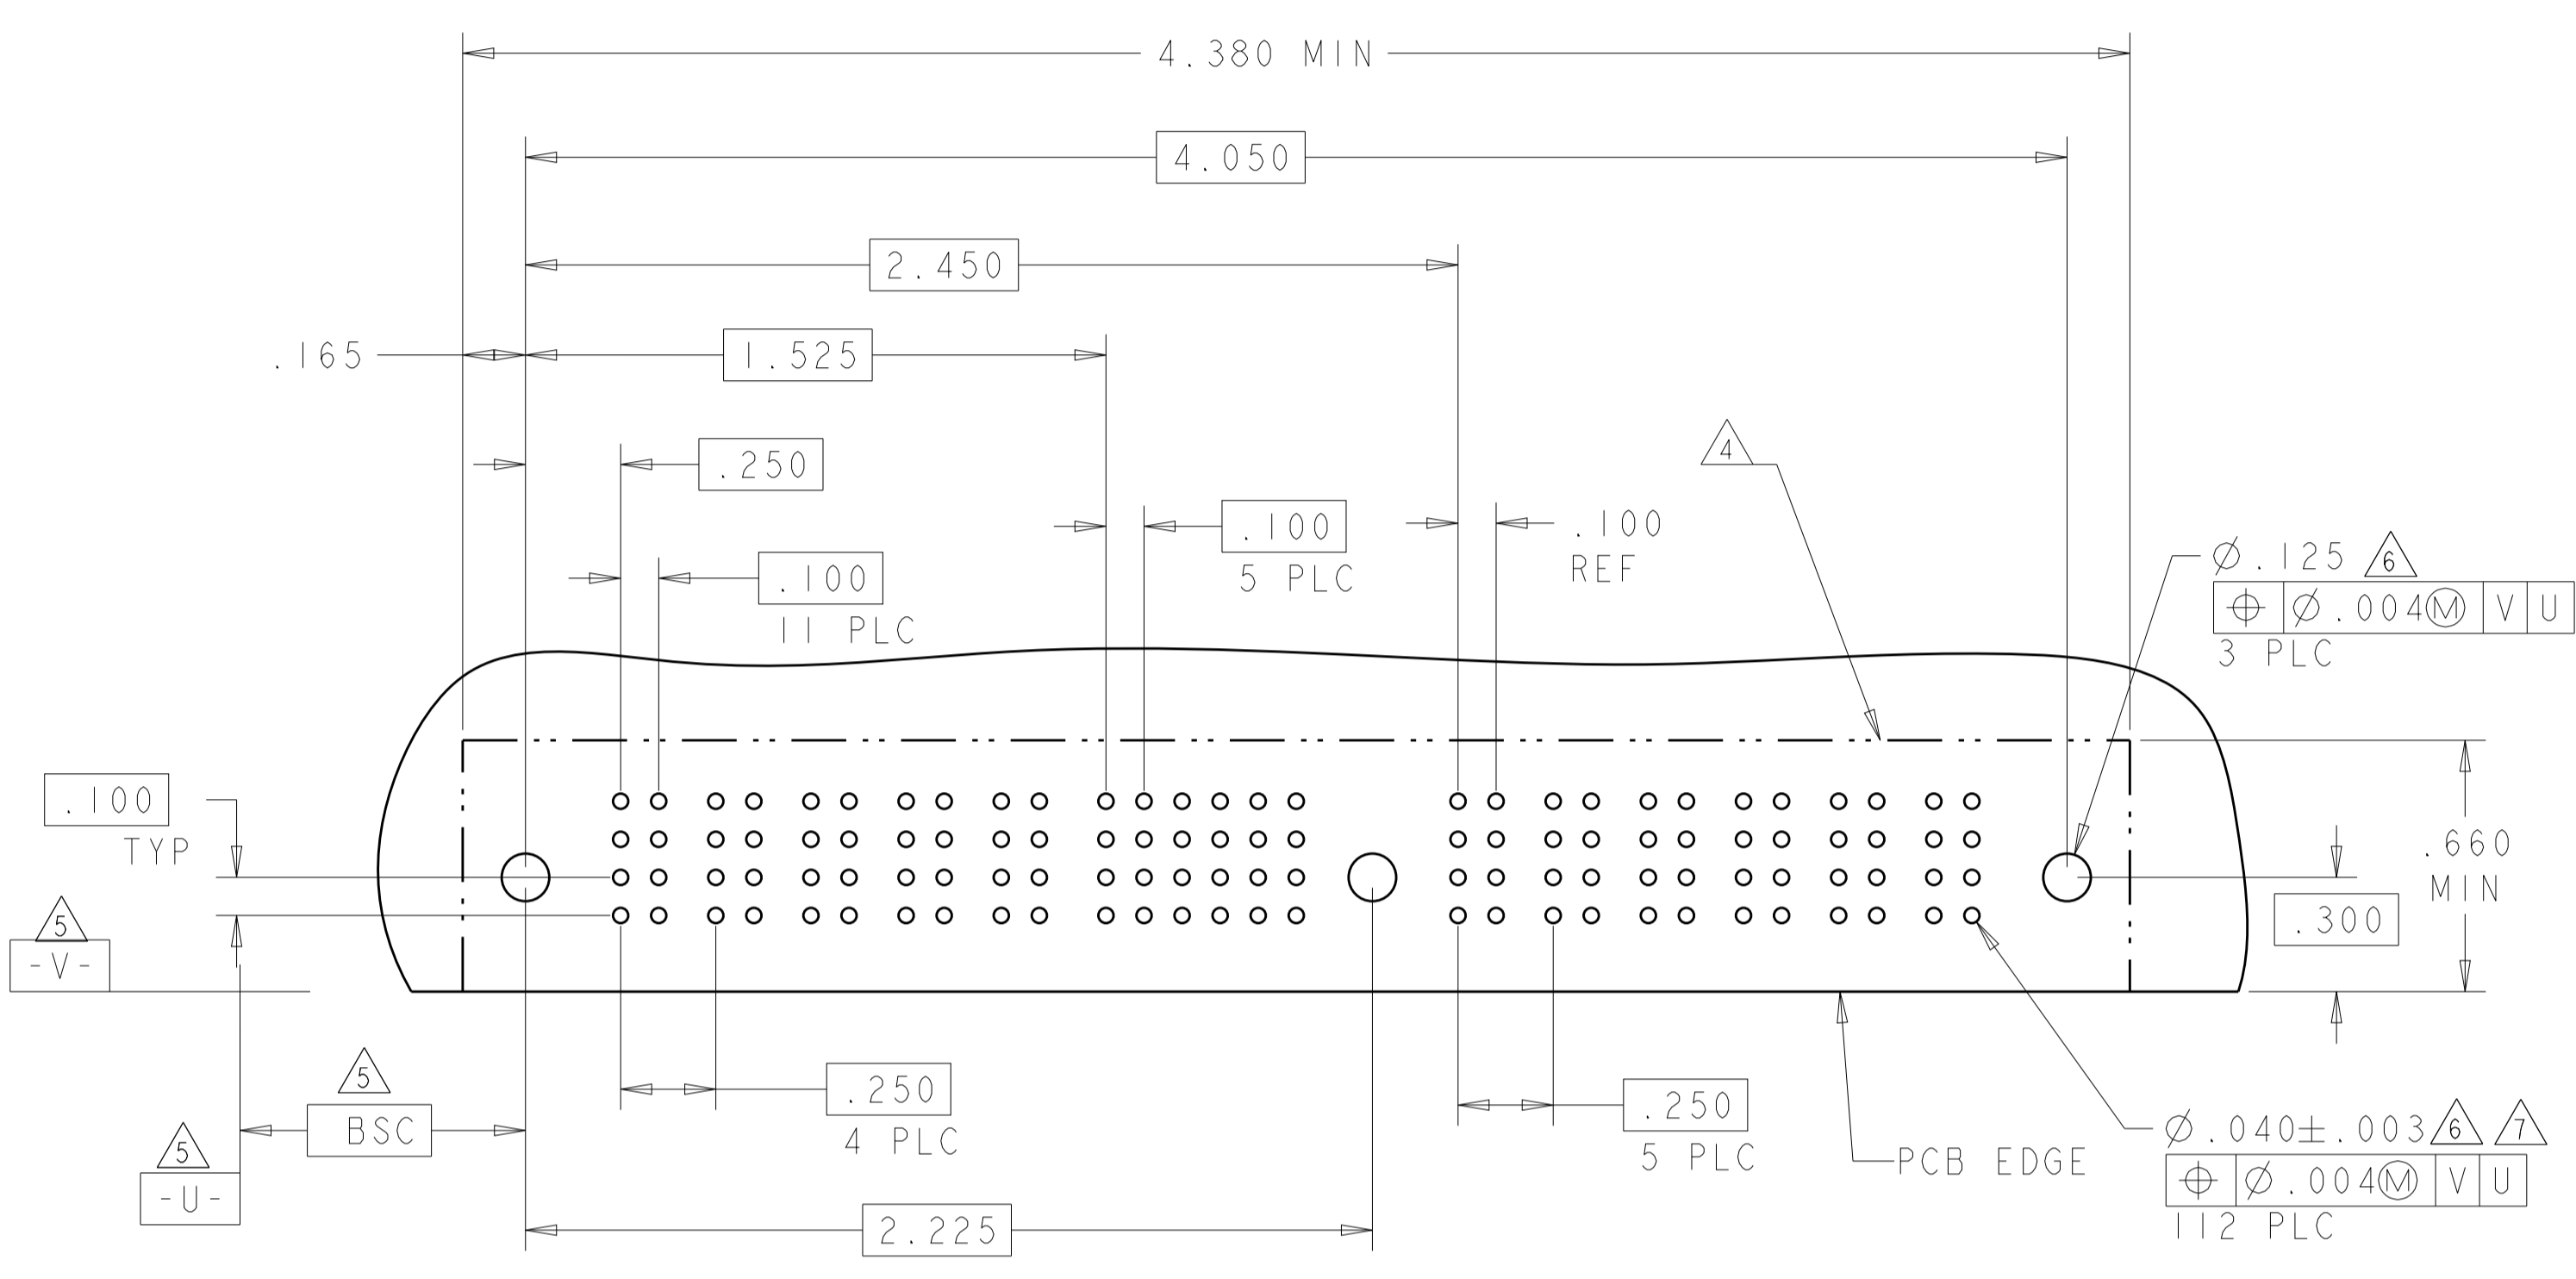 4.380 MIN
4.050
2.450
.165
1.525
.250
4
.100
5 PLC
.100
REF
.100
11 PLC
Ø.125 6
⌖ Ø.004Ⓜ V U
3 PLC
.100
TYP
.660
MIN
.300
5
-V-
5
BSC
5
-U-
.250
4 PLC
.250
5 PLC
PCB EDGE
Ø.040±.003 6 7
⌖ Ø.004Ⓜ V U
112 PLC
2.225